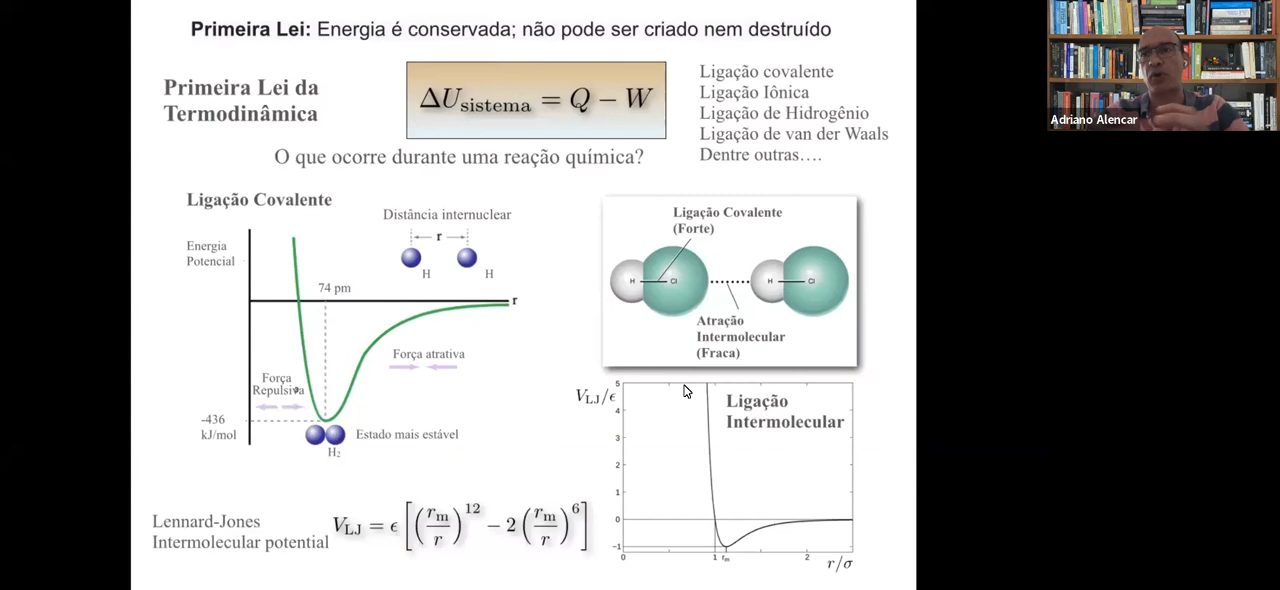 Primeira Lei: Energia é conservada; não pode ser criado nem destruído
Adriano Alencar
Primeira Lei da
Termodinâmica
ΔU_sistema = Q − W
Ligação covalente
Ligação Iônica
Ligação de Hidrogênio
Ligação de van der Waals
Dentre outras….
O que ocorre durante uma reação química?
Ligação Covalente
Distância internuclear
r
H H
Energia
Potencial
74 pm
r
Força atrativa
Força
Repulsiva
-436
kJ/mol
Estado mais estável
H₂
Ligação Covalente
(Forte)
H Cl H Cl
Atração
Intermolecular
(Fraca)
V_LJ/ϵ
5
4
3
2
1
0
−1
Ligação
Intermolecular
0 1 r_m 2
r/σ
Lennard-Jones
Intermolecular potential
V_LJ = ϵ [ (r_m/r)^12 − 2 (r_m/r)^6 ]